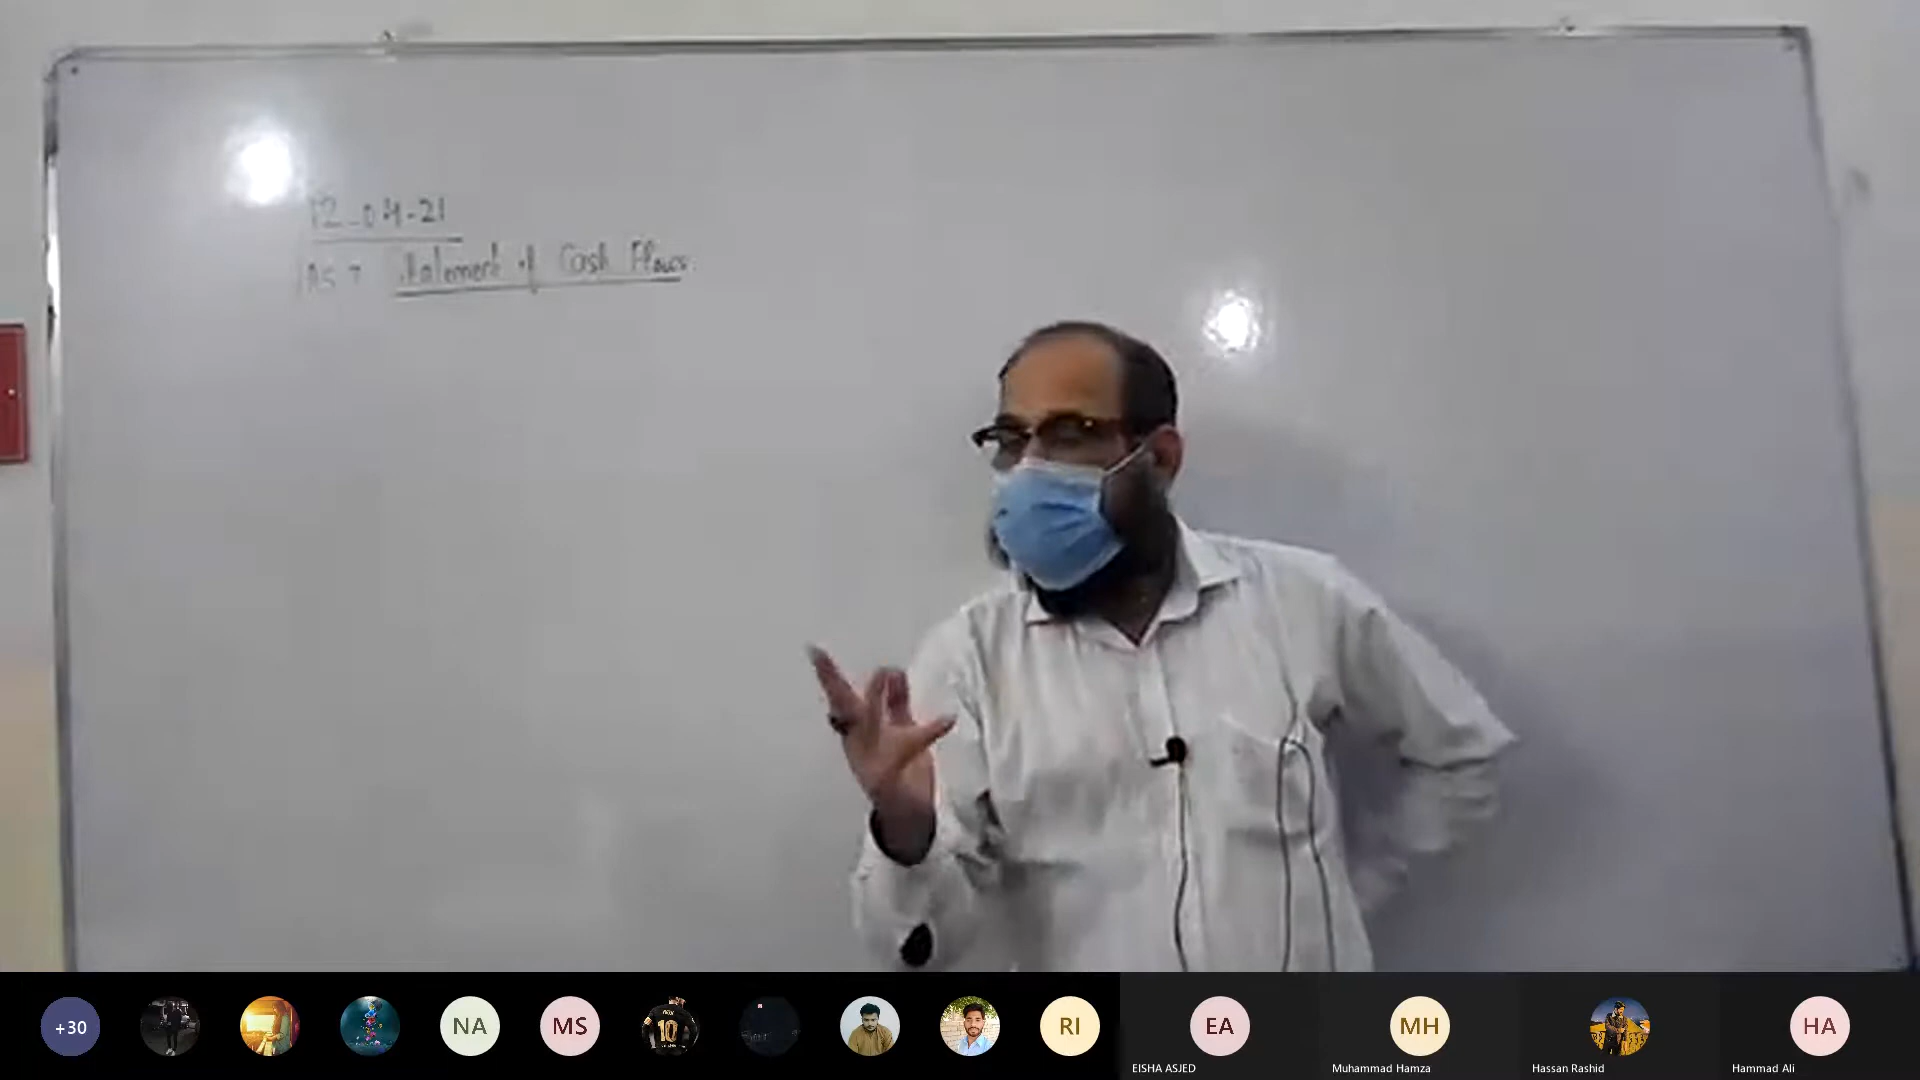 12-04-21
IAS 7 Statement of Cash Flows
+30
NA
MS
10
RI
EA
MH
HA
EISHA ASJED
Muhammad Hamza
Hassan Rashid
Hammad Ali